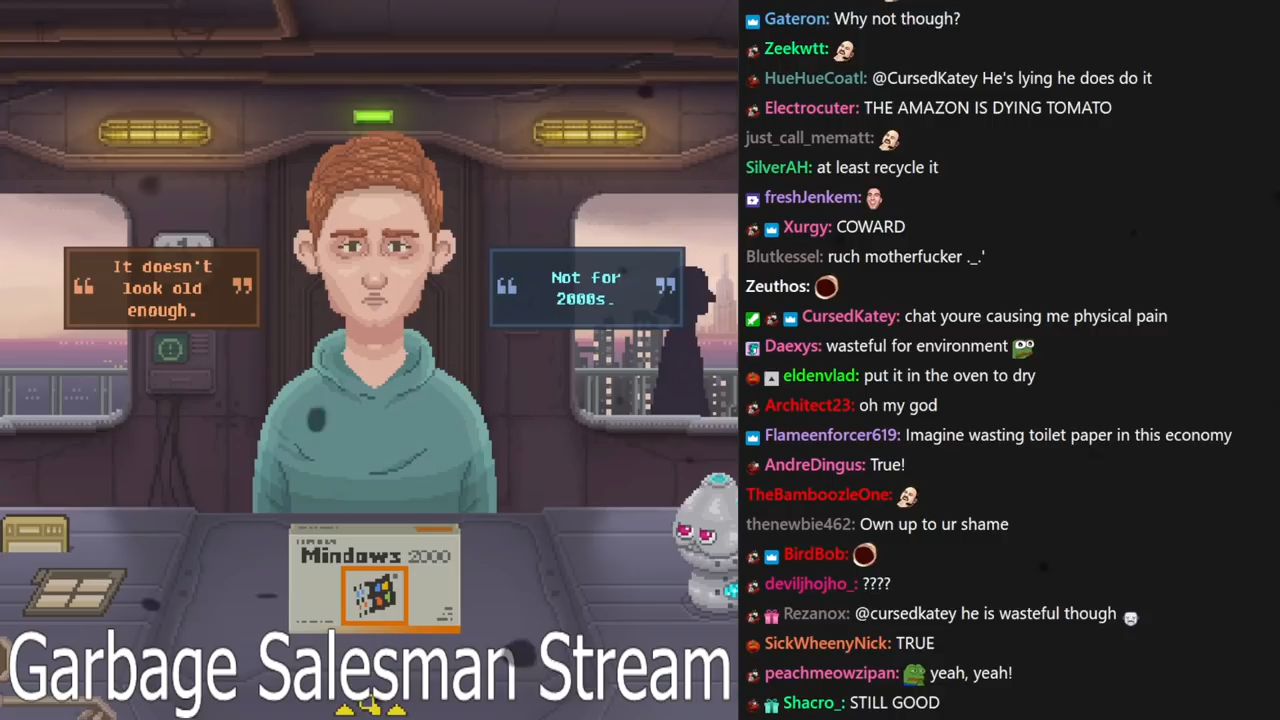 It doesn't
look old
enough.
Not for
2000s.
Mindows 2000
Garbage Salesman Stream
Gateron: Why not though?
Zeekwtt:
HueHueCoatl: @CursedKatey He's lying he does do it
Electrocuter: THE AMAZON IS DYING TOMATO
just_call_mematt:
SilverAH: at least recycle it
freshJenkem:
Xurgy: COWARD
Blutkessel: ruch motherfucker ._.'
Zeuthos:
CursedKatey: chat youre causing me physical pain
Daexys: wasteful for environment
eldenvlad: put it in the oven to dry
Architect23: oh my god
Flameenforcer619: Imagine wasting toilet paper in this economy
AndreDingus: True!
TheBamboozleOne:
thenewbie462: Own up to ur shame
BirdBob:
deviljhojho_: ????
Rezanox: @cursedkatey he is wasteful though
SickWheenyNick: TRUE
peachmeowzipan: yeah, yeah!
Shacro_: STILL GOOD